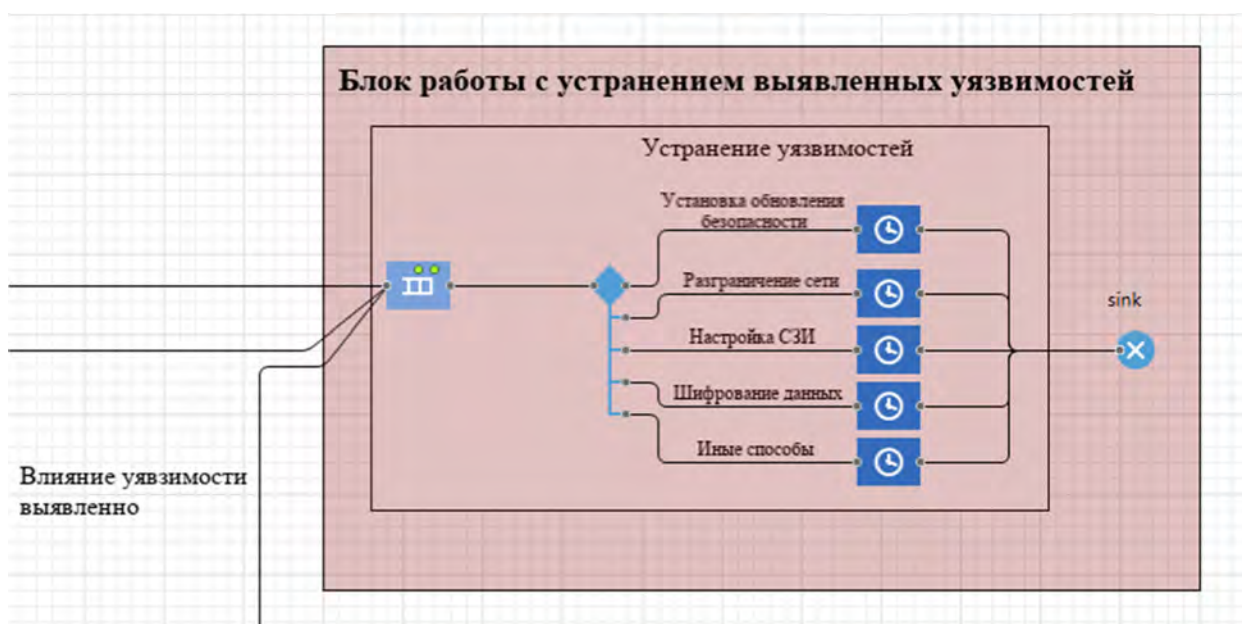 Блок работы с устранением выявленных уязвимостей
Устранение уязвимостей
Установка обновления
безопасности
Разграничение сети
sink
Настройка СЗИ
Шифрование данных
Иные способы
Влияние уявзимости
выявленно